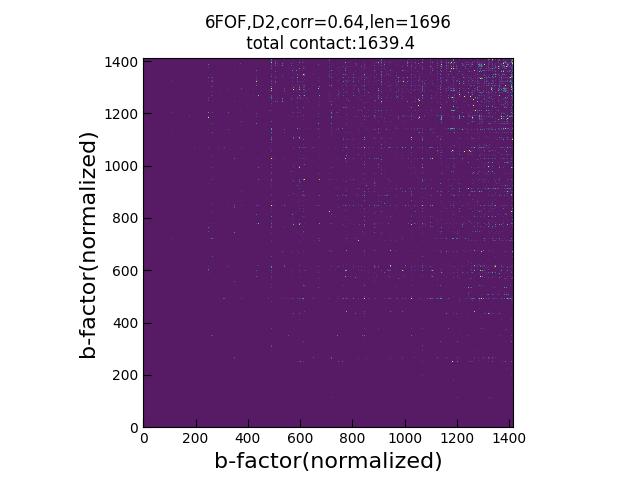 6FOF,D2,corr=0.64,len=1696
total contact:1639.4
1400
1200
1000
800
600
400
200
0
b-factor(normalized)
0 200 400 600 800 1000 1200 1400
b-factor(normalized)